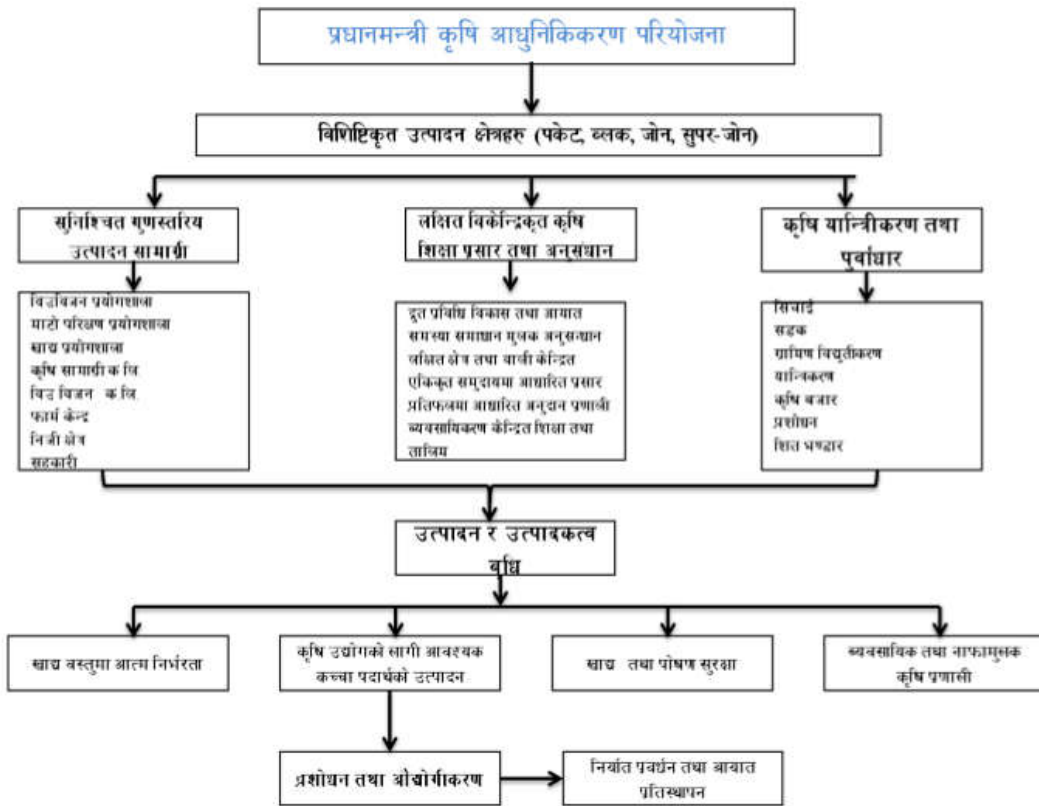 प्रधानमन्त्री कृषि आधुनिकिकरण परियोजना
विशिष्टिकृत उत्पादन क्षेत्रहरु (पकेट, ब्लक, जोन, सुपर-जोन)
सुनिश्चित गुणस्तरिय
उत्पादन सामाग्री
लक्षित विकेन्द्रिकृत कृषि
शिक्षा प्रसार तथा अनुसंधान
कृषि यान्त्रीकरण तथा
पुर्वाधार
विउविजन प्रयोगशाला
माटो परिक्षण प्रयोगशाला
खाद्य प्रयोगशाला
कृषि सामाग्री क लि
विउ विजन क लि
फार्म केन्द्र
निजी क्षेत्र
सहकारी
द्रुत प्रविधि विकास तथा आयात
समस्या समाधान मुलक अनुसन्धान
लक्षित क्षेत्र तथा वाली केन्द्रित
एकिकृत समुदायमा आधारित प्रसार
प्रतिफलमा आधारित अनुदान प्रणाली
ब्यवसायिकरण केन्द्रित शिक्षा तथा
तालिम
सिचाई
सडक
ग्रामिण विद्युतीकरण
यान्त्रिकरण
कृषि बजार
प्रशोधन
शित भण्डार
उत्पादन र उत्पादकत्व
बृधि
खाद्य वस्तुमा आत्म निर्भरता
कृषि उद्योगको लागी आवश्यक
कच्चा पदार्थको उत्पादन
खाद्य तथा पोषण सुरक्षा
ब्यवसायिक तथा नाफामुलक
कृषि प्रणाली
प्रशोधन तथा औद्योगीकरण
निर्यात प्रवर्धन तथा आयात
प्रतिस्थापन